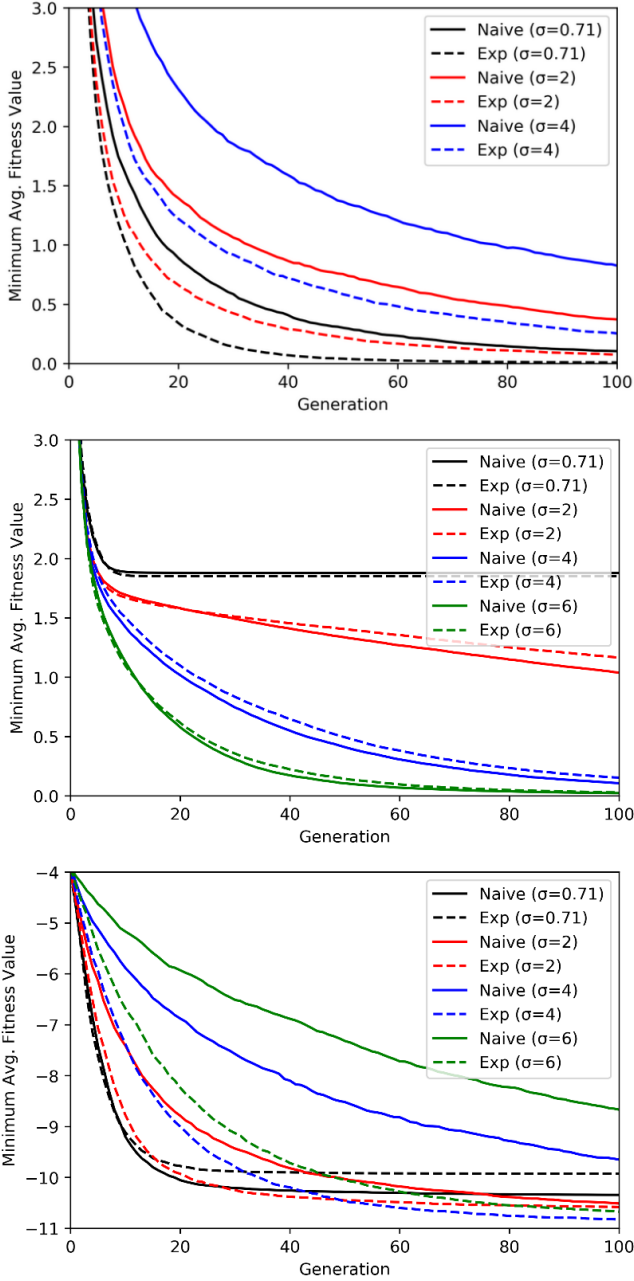 3.0
2.5
2.0
1.5
1.0
0.5
0.0
Minimum Avg. Fitness Value
Naive (σ=0.71)
Exp (σ=0.71)
Naive (σ=2)
Exp (σ=2)
Naive (σ=4)
Exp (σ=4)
0 20 40 60 80 100
Generation
3.0
2.5
2.0
1.5
1.0
0.5
0.0
Minimum Avg. Fitness Value
Naive (σ=0.71)
Exp (σ=0.71)
Naive (σ=2)
Exp (σ=2)
Naive (σ=4)
Exp (σ=4)
Naive (σ=6)
Exp (σ=6)
0 20 40 60 80 100
Generation
−4
−5
−6
−7
−8
−9
−10
−11
Minimum Avg. Fitness Value
Naive (σ=0.71)
Exp (σ=0.71)
Naive (σ=2)
Exp (σ=2)
Naive (σ=4)
Exp (σ=4)
Naive (σ=6)
Exp (σ=6)
0 20 40 60 80 100
Generation